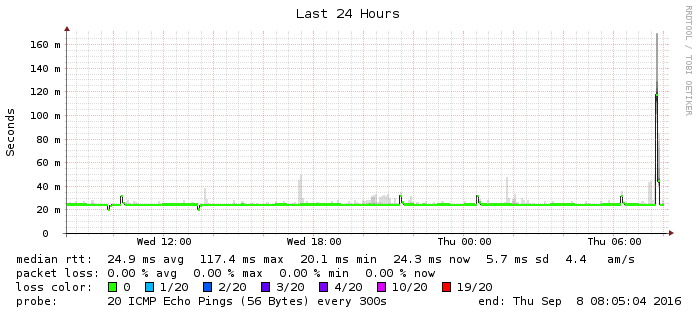 Last 24 Hours
RRDTOOL / TOBI OETIKER
Seconds
160 m
140 m
120 m
100 m
80 m
60 m
40 m
20 m
0
Wed 12:00 Wed 18:00 Thu 00:00 Thu 06:00
median rtt: 24.9 ms avg 117.4 ms max 20.1 ms min 24.3 ms now 5.7 ms sd 4.4 am/s
packet loss: 0.00 % avg 0.00 % max 0.00 % min 0.00 % now
loss color: 0 1/20 2/20 3/20 4/20 10/20 19/20
probe: 20 ICMP Echo Pings (56 Bytes) every 300s end: Thu Sep 8 08:05:04 2016